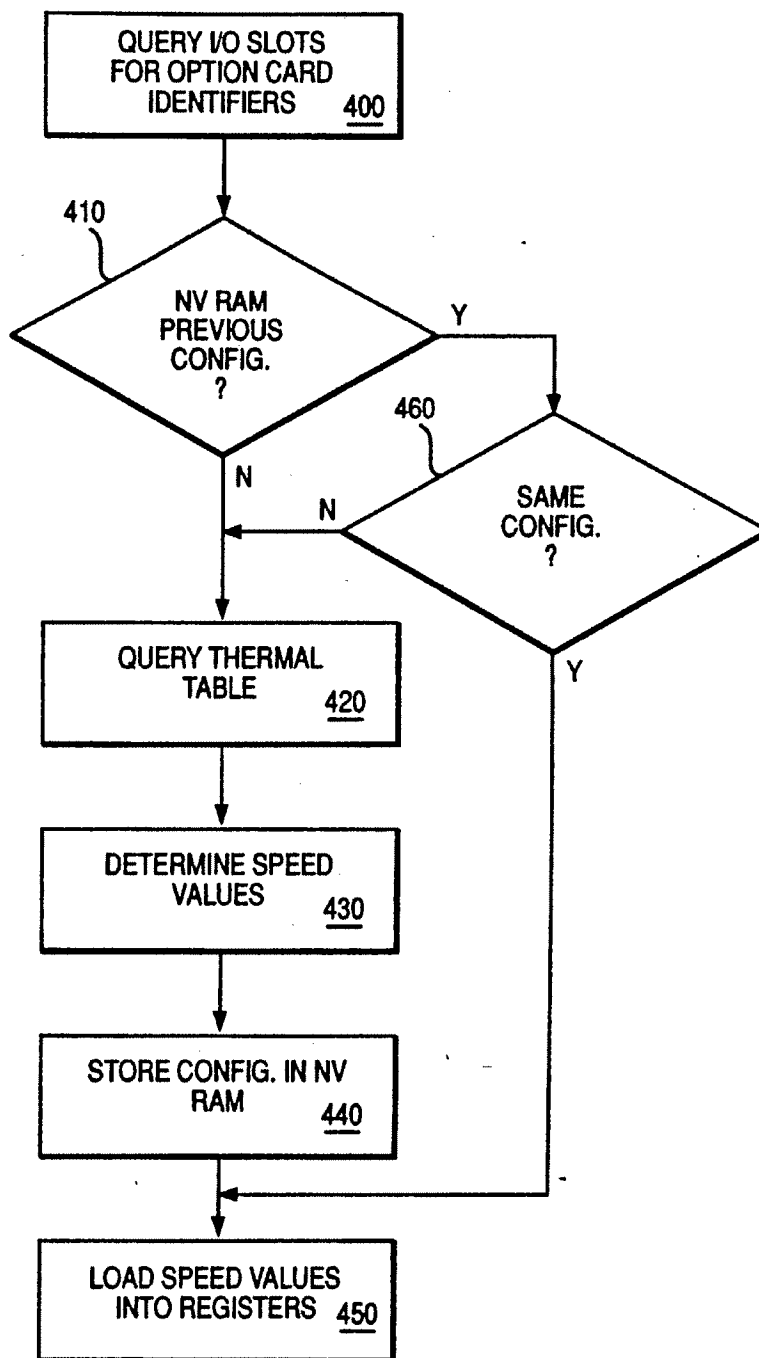 QUERY I/O SLOTS
FOR OPTION CARD
IDENTIFIERS
400
410
NV RAM
PREVIOUS
CONFIG.
?
Y
N
460
SAME
CONFIG.
?
N
Y
QUERY THERMAL
TABLE
420
DETERMINE SPEED
VALUES
430
STORE CONFIG. IN NV
RAM
440
LOAD SPEED VALUES
INTO REGISTERS
450